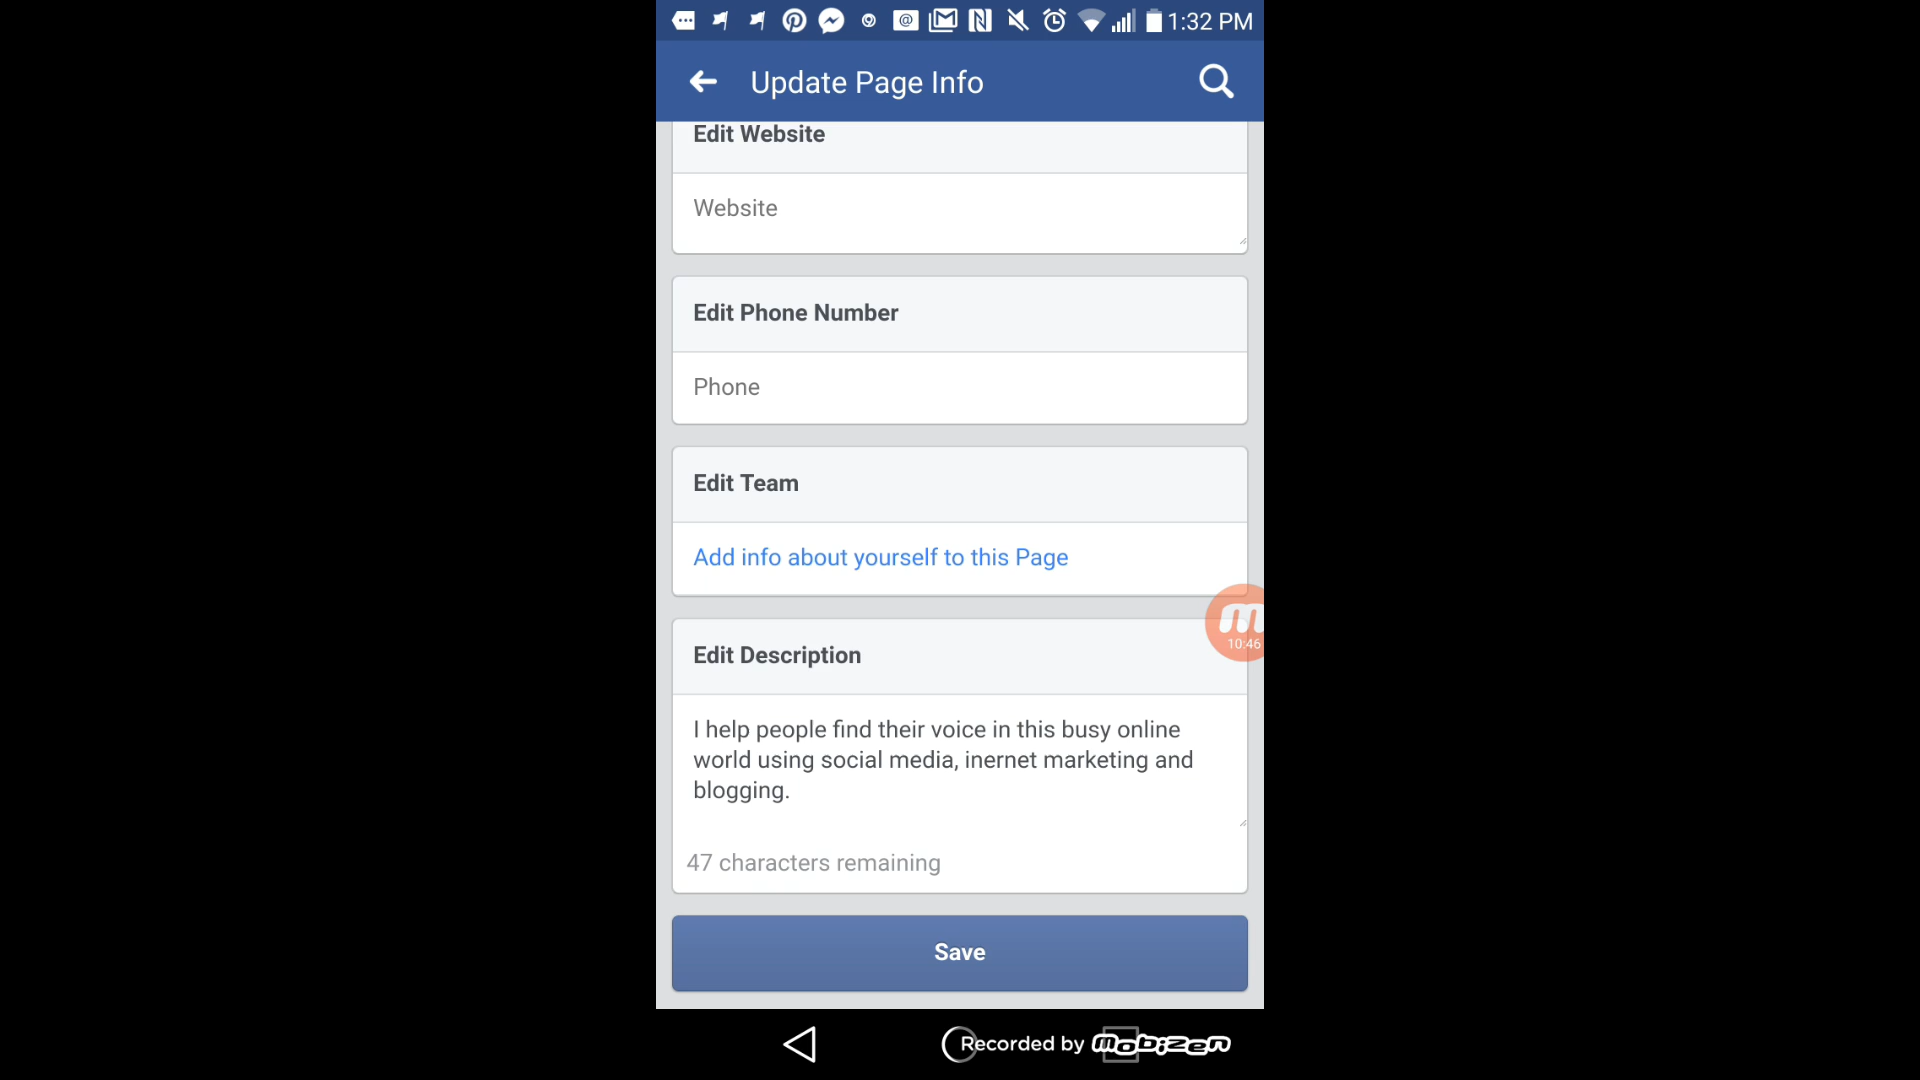 1:32 PM
Update Page Info
Edit Website
Website
Edit Phone Number
Phone
Edit Team
Add info about yourself to this Page
10:46
Edit Description
I help people find their voice in this busy online
world using social media, inernet marketing and
blogging.
47 characters remaining
Save
Recorded by mobizen